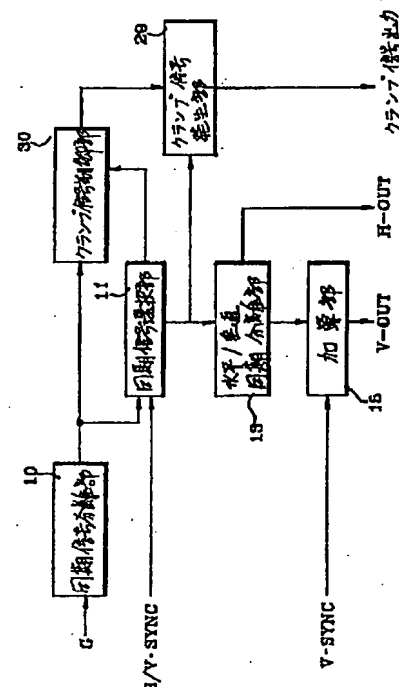 10
同期信号分離部
G
H/V-SYNC
V-SYNC
30
クランプ信号制御部
11
同期信号選択部
水平/垂直
同期分離部
13
加算部
15
29
クランプ信号
発生部
クランプ信号出力
H-OUT
V-OUT